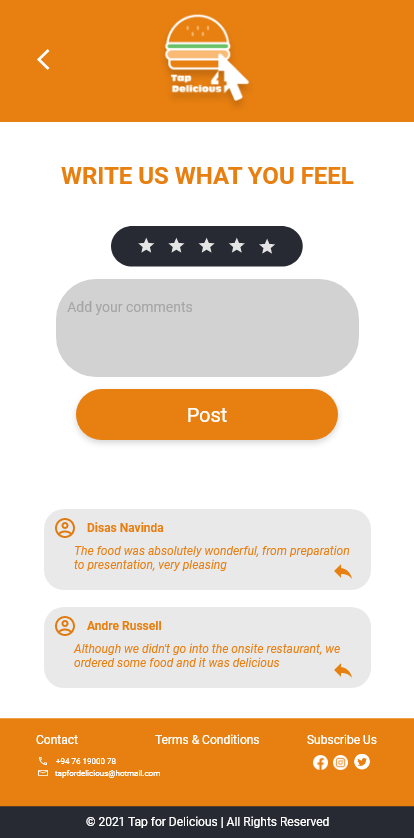 Tap
Delicious
WRITE US WHAT YOU FEEL
Add your comments
Post
Disas Navinda
The food was absolutely wonderful, from preparation
to presentation, very pleasing
Andre Russell
Although we didn't go into the onsite restaurant, we
ordered some food and it was delicious
Contact Terms & Conditions Subscribe Us
+94 76 19000 78
tapfordelicious@hotmail.com
© 2021 Tap for Delicious | All Rights Reserved